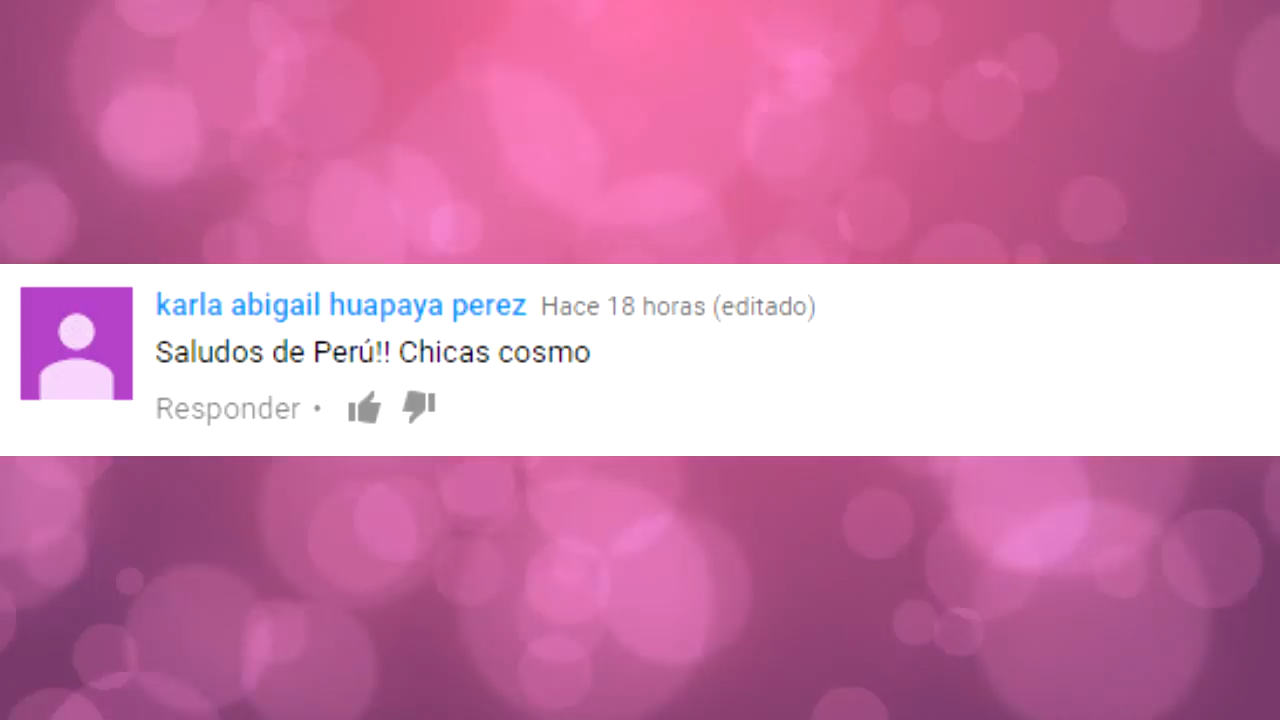 karla abigail huapaya perez Hace 18 horas (editado)
Saludos de Perú!! Chicas cosmo
Responder •